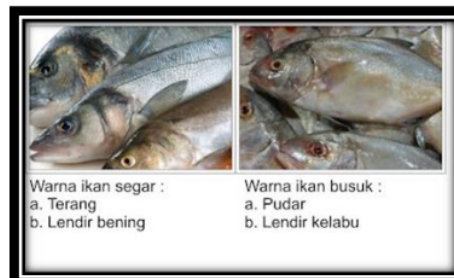 Warna ikan segar :
a. Terang
b. Lendir bening
Warna ikan busuk :
a. Pudar
b. Lendir kelabu